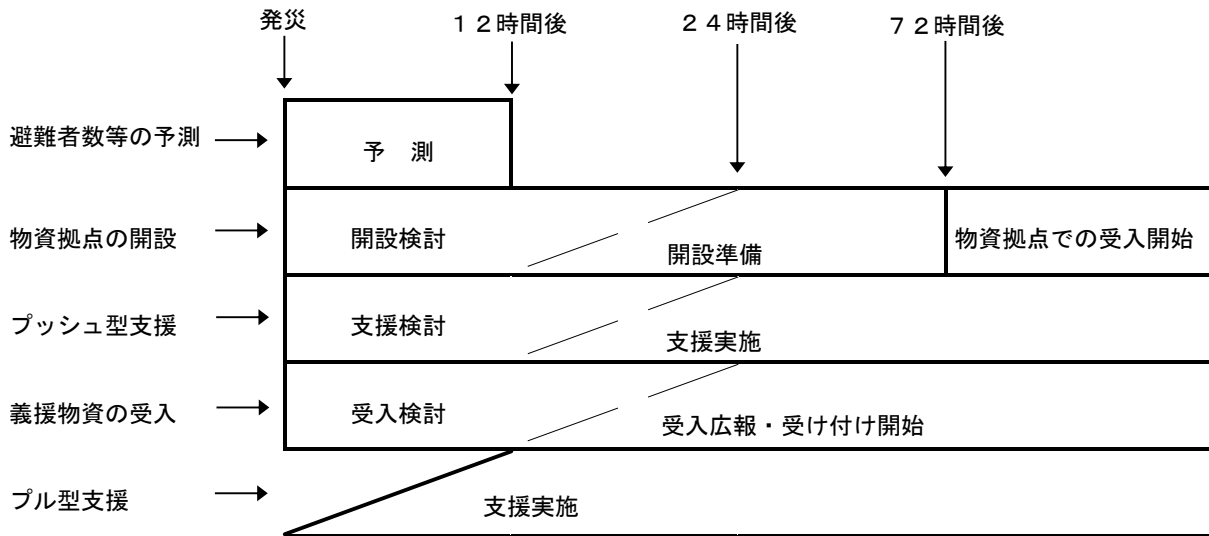 発災
１２時間後
２４時間後
７２時間後
避難者数等の予測
予　測
物資拠点の開設
開設検討
開設準備
物資拠点での受入開始
プッシュ型支援
支援検討
支援実施
義援物資の受入
受入検討
受入広報・受け付け開始
プル型支援
支援実施